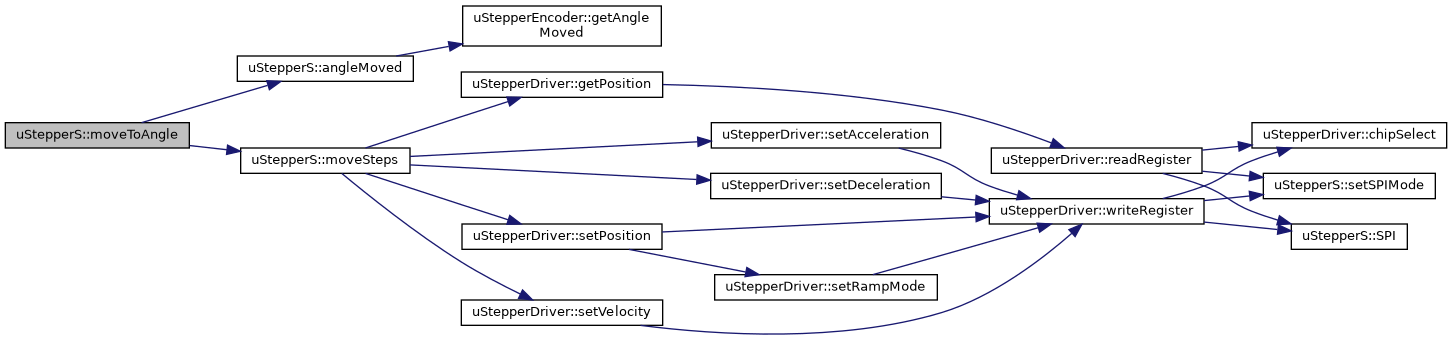 uStepperS::moveToAngle
uStepperS::angleMoved
uStepperEncoder::getAngle
Moved
uStepperS::moveSteps
uStepperDriver::getPosition
uStepperDriver::setAcceleration
uStepperDriver::setDeceleration
uStepperDriver::setPosition
uStepperDriver::setRampMode
uStepperDriver::setVelocity
uStepperDriver::readRegister
uStepperDriver::writeRegister
uStepperDriver::chipSelect
uStepperS::setSPIMode
uStepperS::SPI